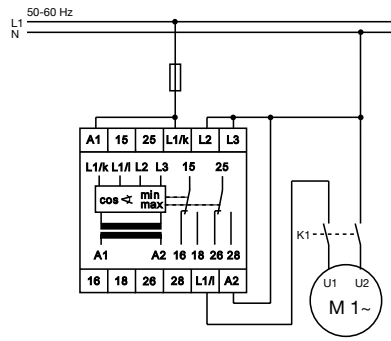 50-60 Hz
L1
N
A1 15 25 L1/k L2 L3
L1/k L1/l L2 L3 15 25
cos ∢ min
max
A1 A2 16 18 26 28
16 18 26 28 L1/l A2
K1
U1 U2
M 1~